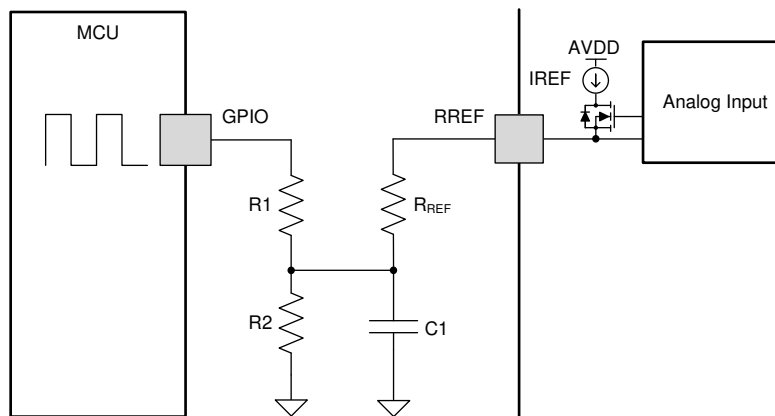 MCU
GPIO
R1
R2
RREF
RREF
C1
AVDD
IREF
Analog Input